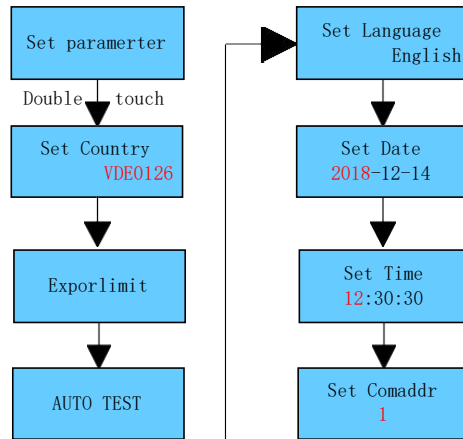 Set paramerter
Double touch
Set Country
VDE0126
Exporlimit
AUTO TEST
Set Language
English
Set Date
2018-12-14
Set Time
12:30:30
Set Comaddr
1